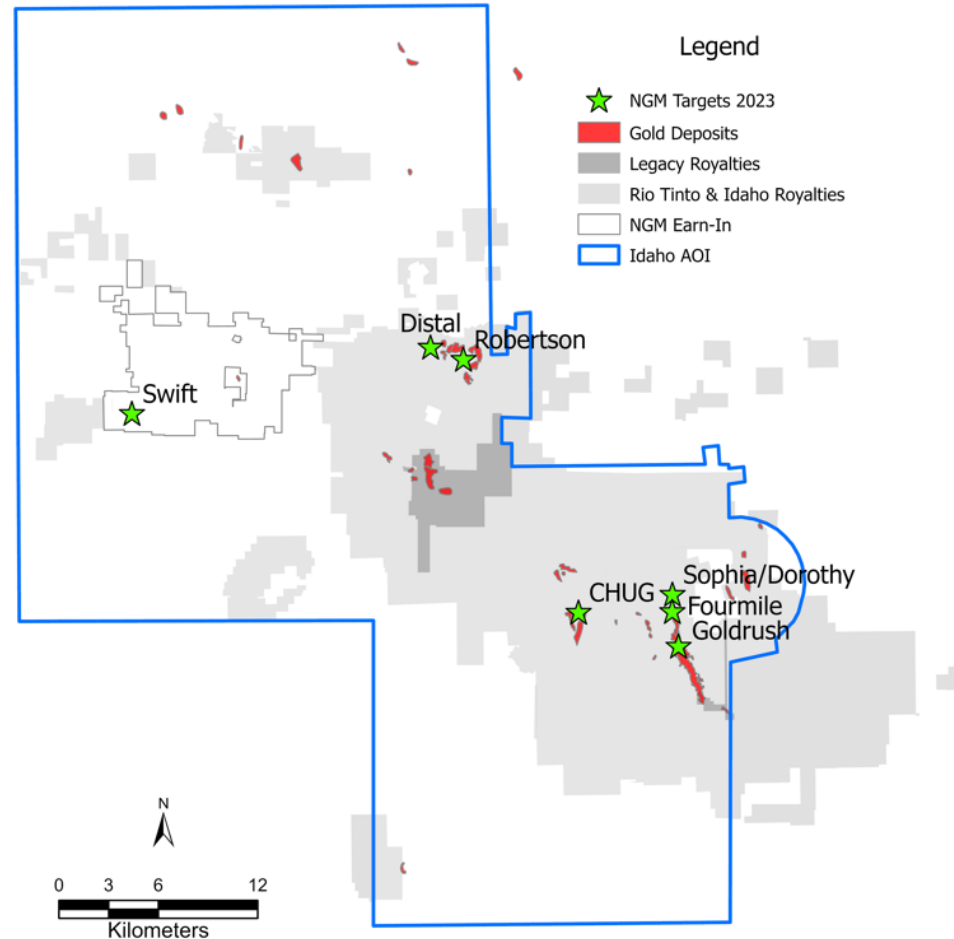 Legend
NGM Targets 2023
Gold Deposits
Legacy Royalties
Rio Tinto & Idaho Royalties
NGM Earn-In
Idaho AOI
Distal
Robertson
Swift
Sophia/Dorothy
CHUG
Fourmile
Goldrush
N
0 3 6 12
Kilometers